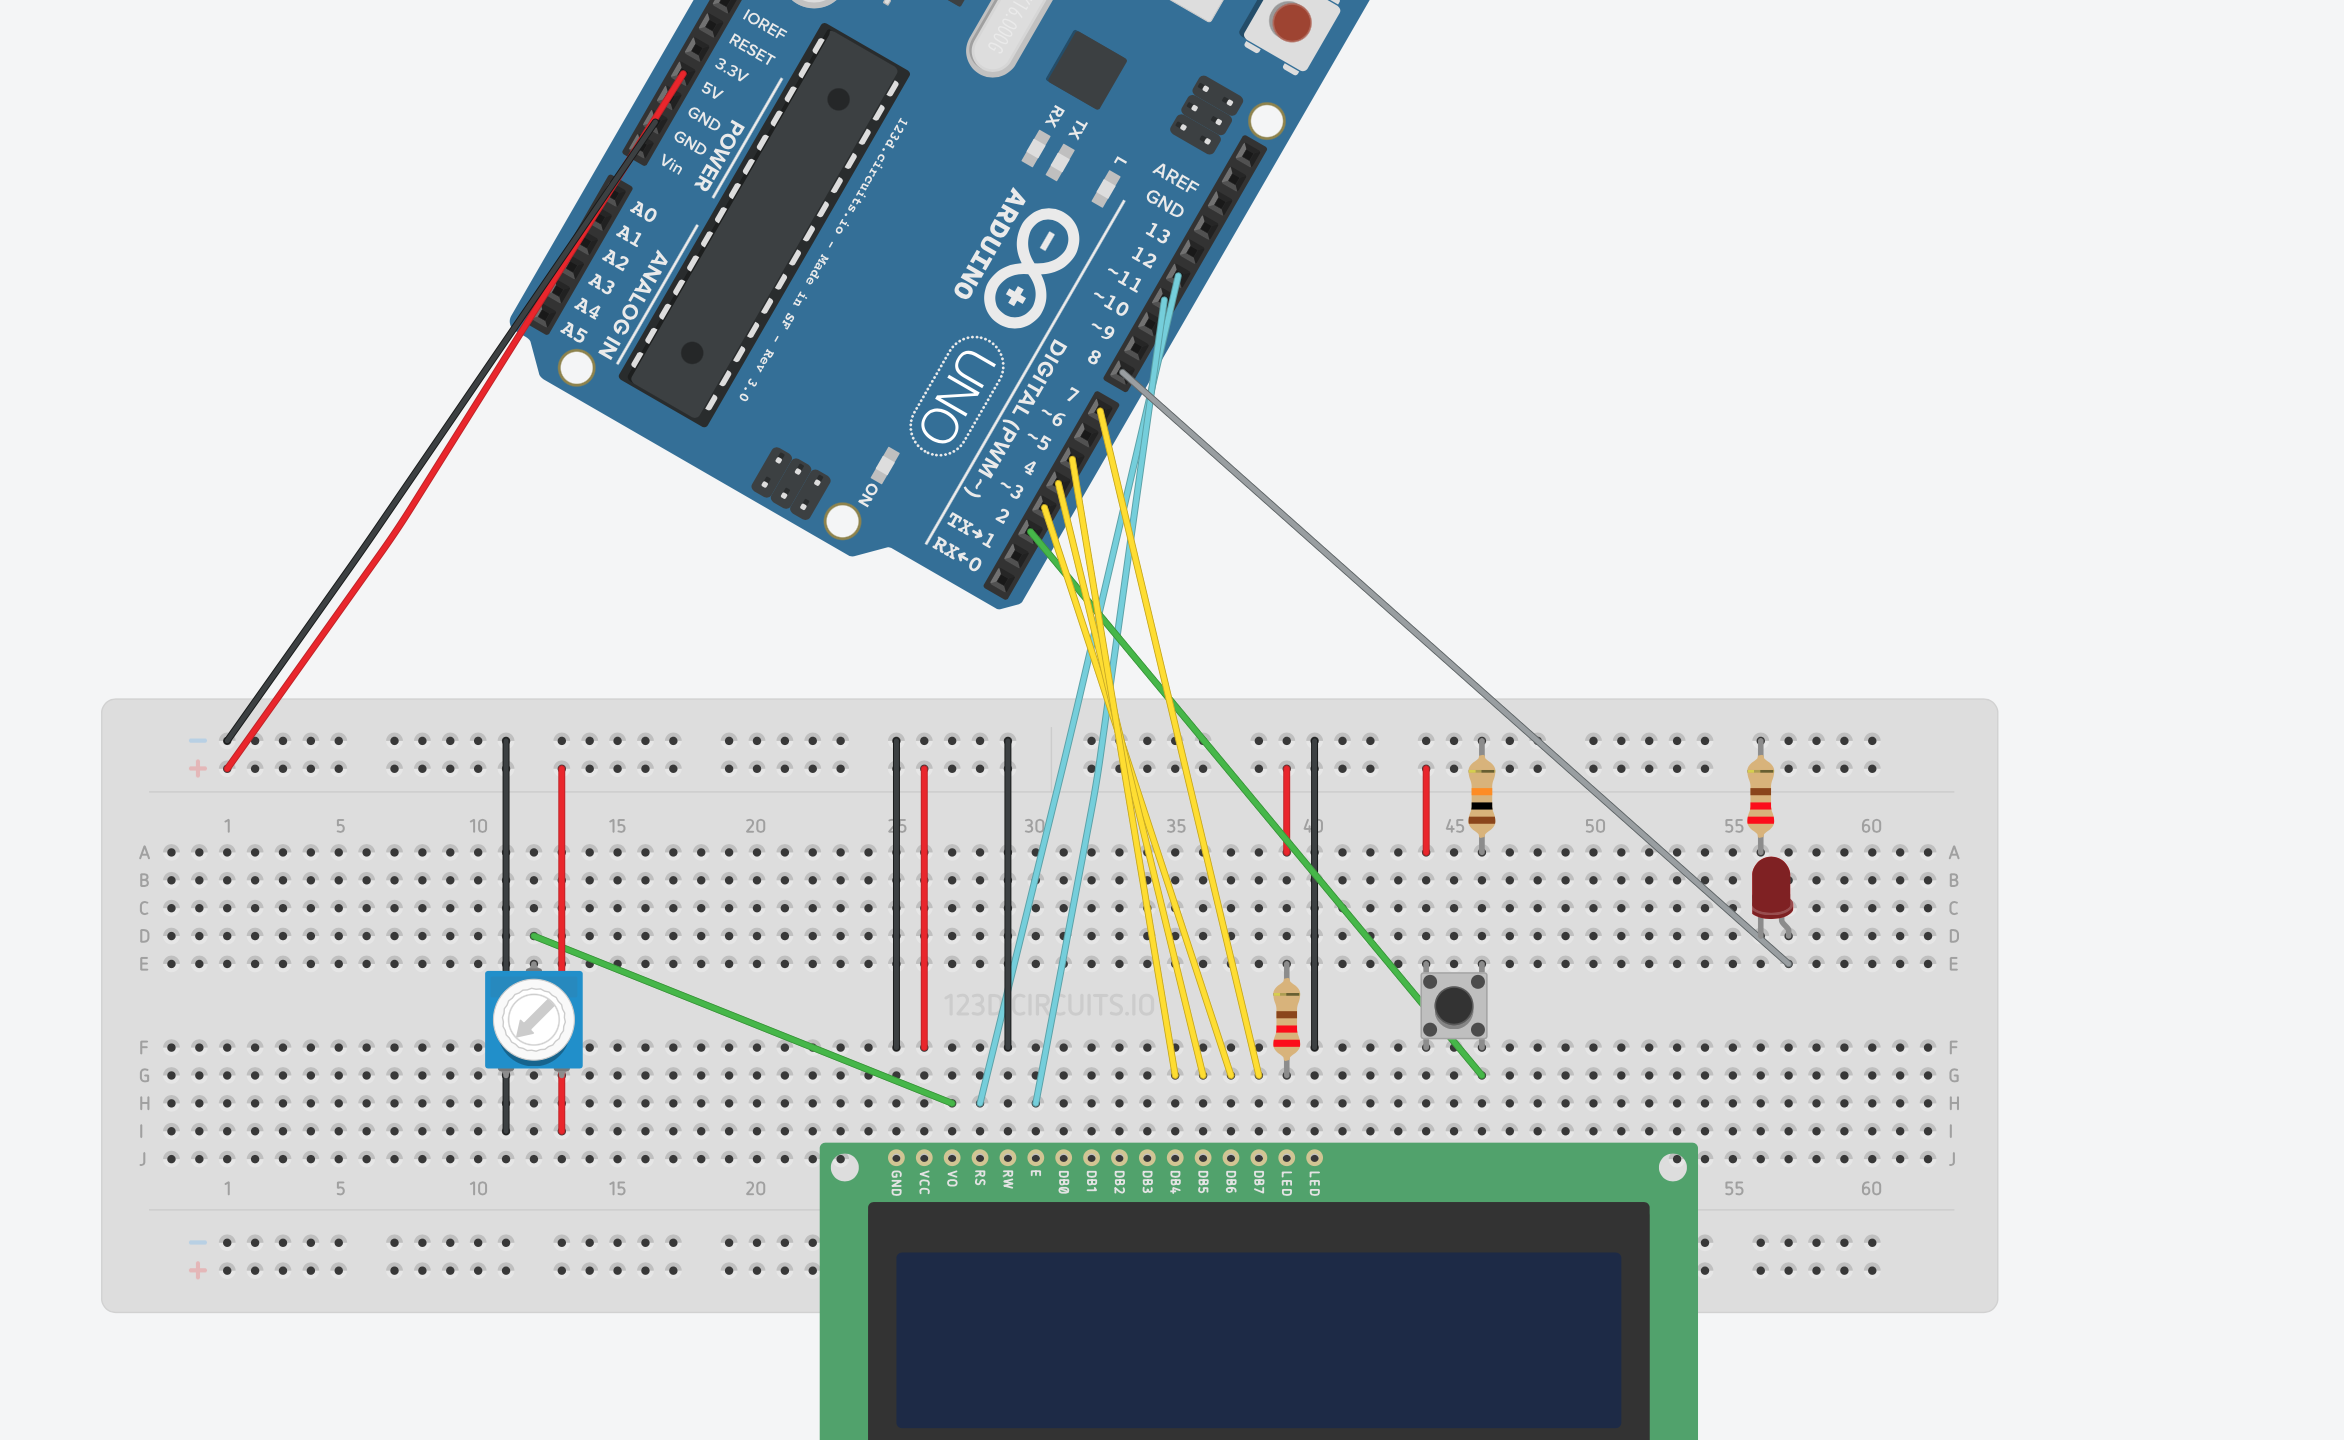 IOREF
RESET
3.3V
5V
GND
GND
Vin
POWER
A0
A1
A2
A3
A4
A5
ANALOG IN
123d.circuits.io - Made in SF - Rev 3.0
RX
TX
L
ARDUINO
UNO
ON
AREF
GND
13
12
~11
~10
~9
8
7
~6
~5
4
~3
2
TX→1
RX←0
DIGITAL (PWM ~)
− 
+
1 5 10 15 20 25 30 35 40 45 50 55 60
A A
B B
C C
D D
E E
123DCIRCUITS.IO
F F
G G
H H
I I
J J
GND VCC VO RS RW E DB0 DB1 DB2 DB3 DB4 DB5 DB6 DB7 LED LED
1 5 10 15 20 55 60
−
+